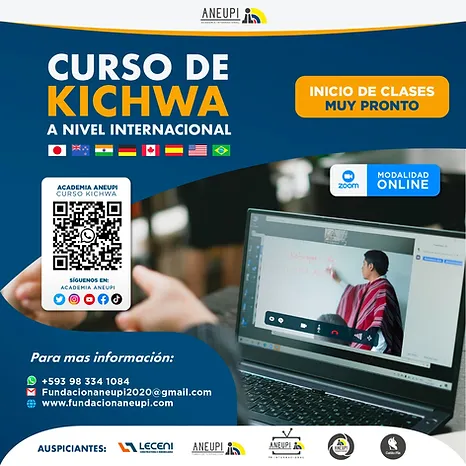 ANEUPI
CURSO DE
KICHWA
A NIVEL INTERNACIONAL
INICIO DE CLASES
MUY PRONTO
zoom
MODALIDAD
ONLINE
ACADEMIA ANEUPI
CURSO KICHWA
SÍGUENOS EN:
ACADEMIA ANEUPI
Para mas información:
+593 98 334 1084
Fundacionaneupi2020@gmail.com
www.fundacionaneupi.com
AUSPICIANTES:
LECENI
ANEUPI
ANEUPI